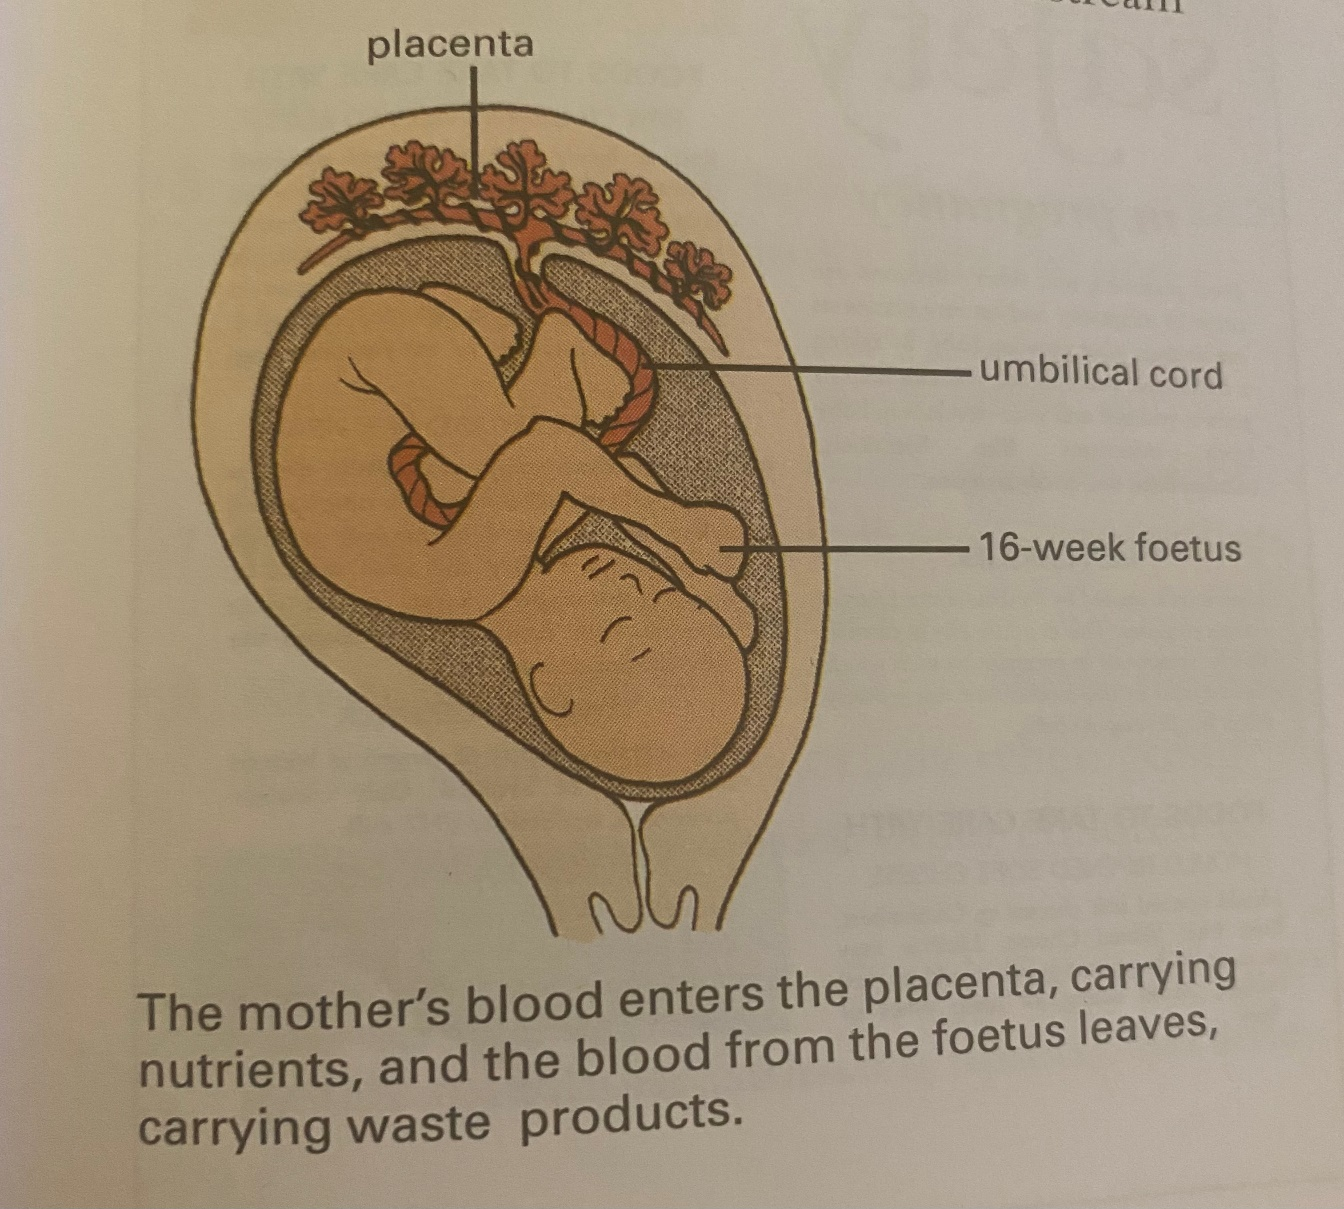 placenta
umbilical cord
16-week foetus
The mother's blood enters the placenta, carrying
nutrients, and the blood from the foetus leaves,
carrying waste products.